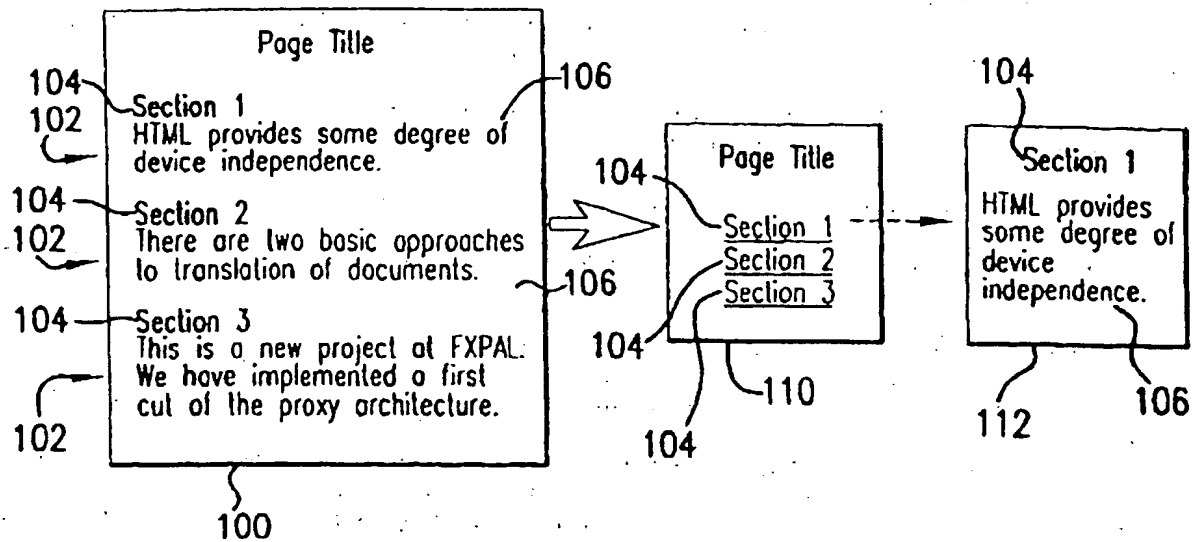 Page Title
104
106
Section 1
102
HTML provides some degree of
device independence.
104
Section 2
102
There are two basic approaches
to translation of documents.
106
104
Section 3
This is a new project at FXPAL.
We have implemented a first
102
cut of the proxy architecture.
100
Page Title
104
Section 1
Section 2
Section 3
104
104
110
104
Section 1
HTML provides
some degree of
device
independence.
106
112